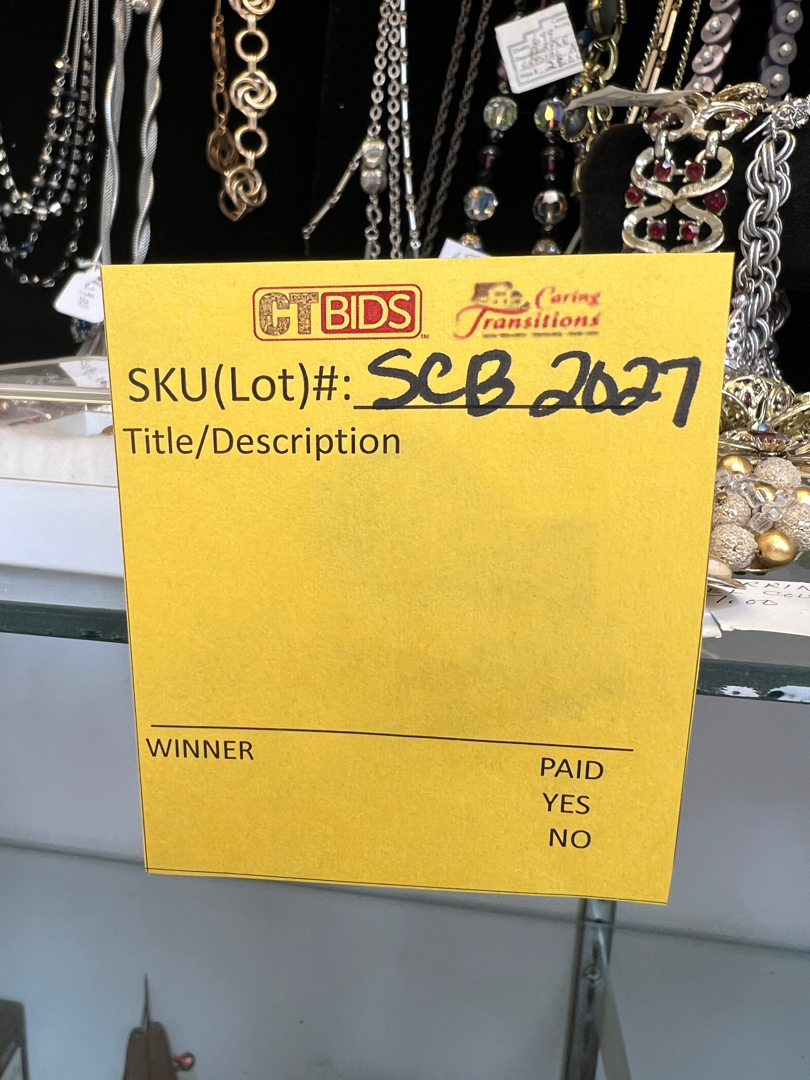 CTBIDS
Caring
Transitions
SKU(Lot)#: SCB 2027
Title/Description
WINNER
PAID
YES
NO